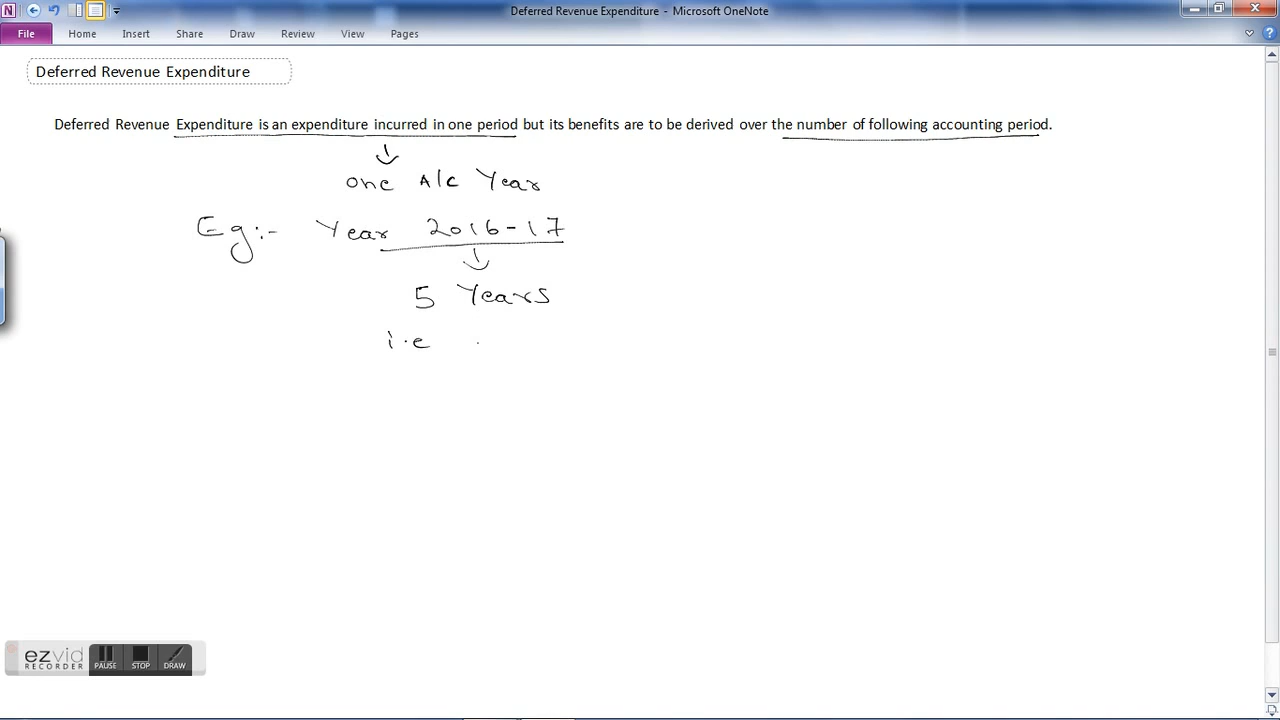 Deferred Revenue Expenditure - Microsoft OneNote
File Home Insert Share Draw Review View Pages
Deferred Revenue Expenditure
Deferred Revenue Expenditure is an expenditure incurred in one period but its benefits are to be derived over the number of following accounting period.
one A/c Year
Eg:- Year 2016-17
5 Years
i.e
ezvid
RECORDER
PAUSE STOP DRAW